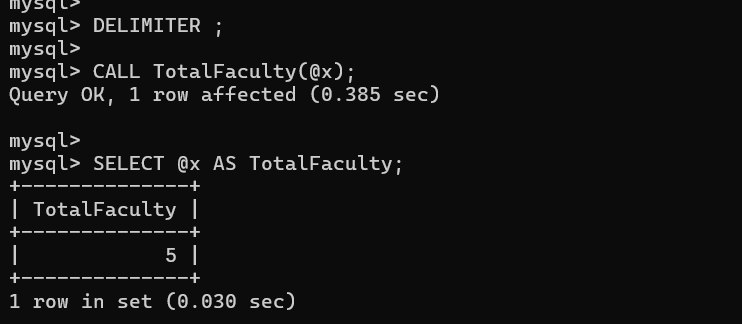 mysql>
mysql> DELIMITER ;
mysql>
mysql> CALL TotalFaculty(@x);
Query OK, 1 row affected (0.385 sec)
mysql>
mysql> SELECT @x AS TotalFaculty;
+--------------+
| TotalFaculty |
+--------------+
|            5 |
+--------------+
1 row in set (0.030 sec)